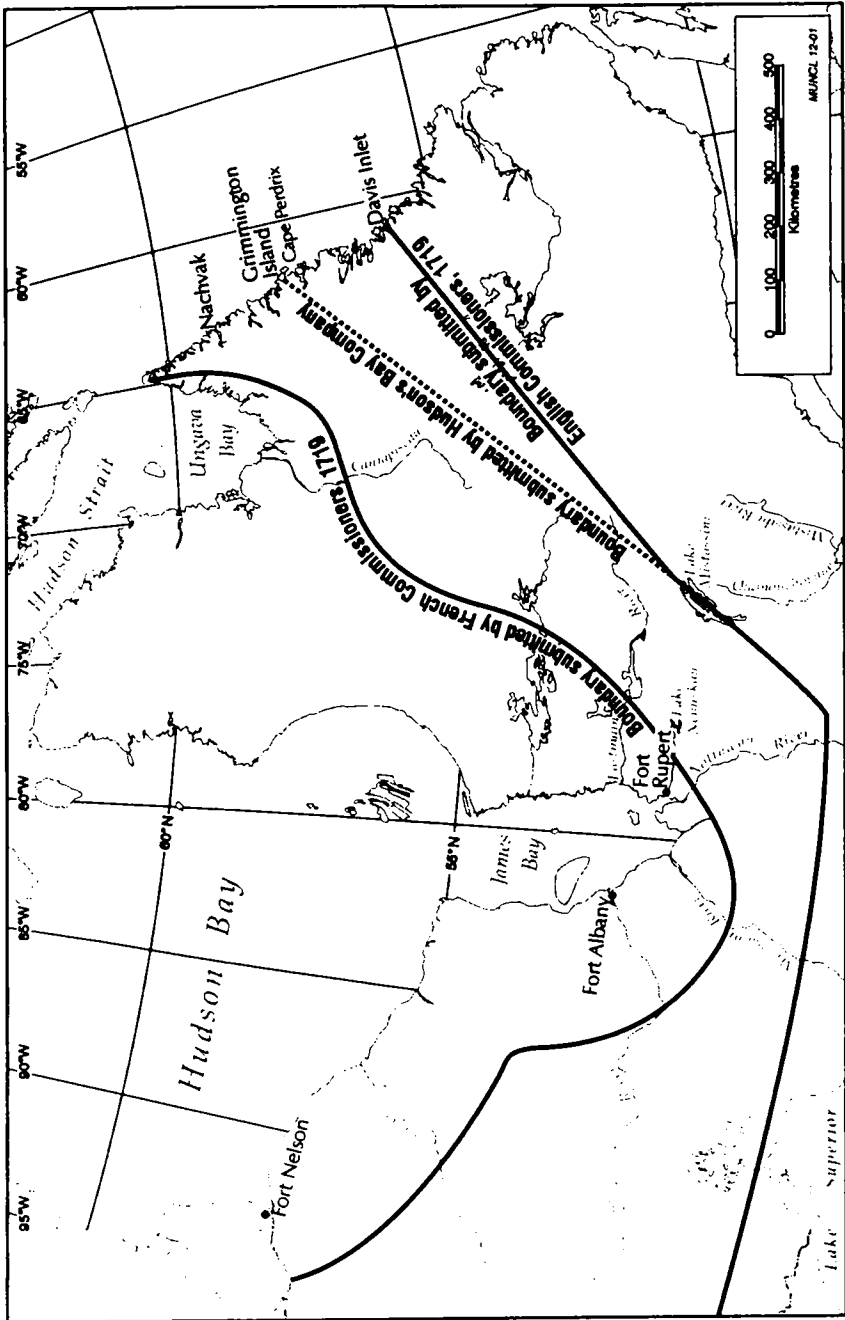 95°W
90°W
85°W
80°W
75°W
70°W
65°W
60°W
55°W
Hudson Strait
Ungava
Bay
Nachvak
Grimmington
Island
Cape Perdrix
Davis Inlet
Hudson Bay
60°N
55°N
Fort Nelson
James
Bay
Fort Albany
Fort
Rupert
Lake
Nottaway River
Lake
Mistassini
River
Lake Superior
Boundary submitted by French Commissioners, 1719
Boundary submitted by Hudson's Bay Company
Boundary submitted by
English Commissioners, 1719
0 100 200 300 400 500
Kilometres
MUNCL 12-01